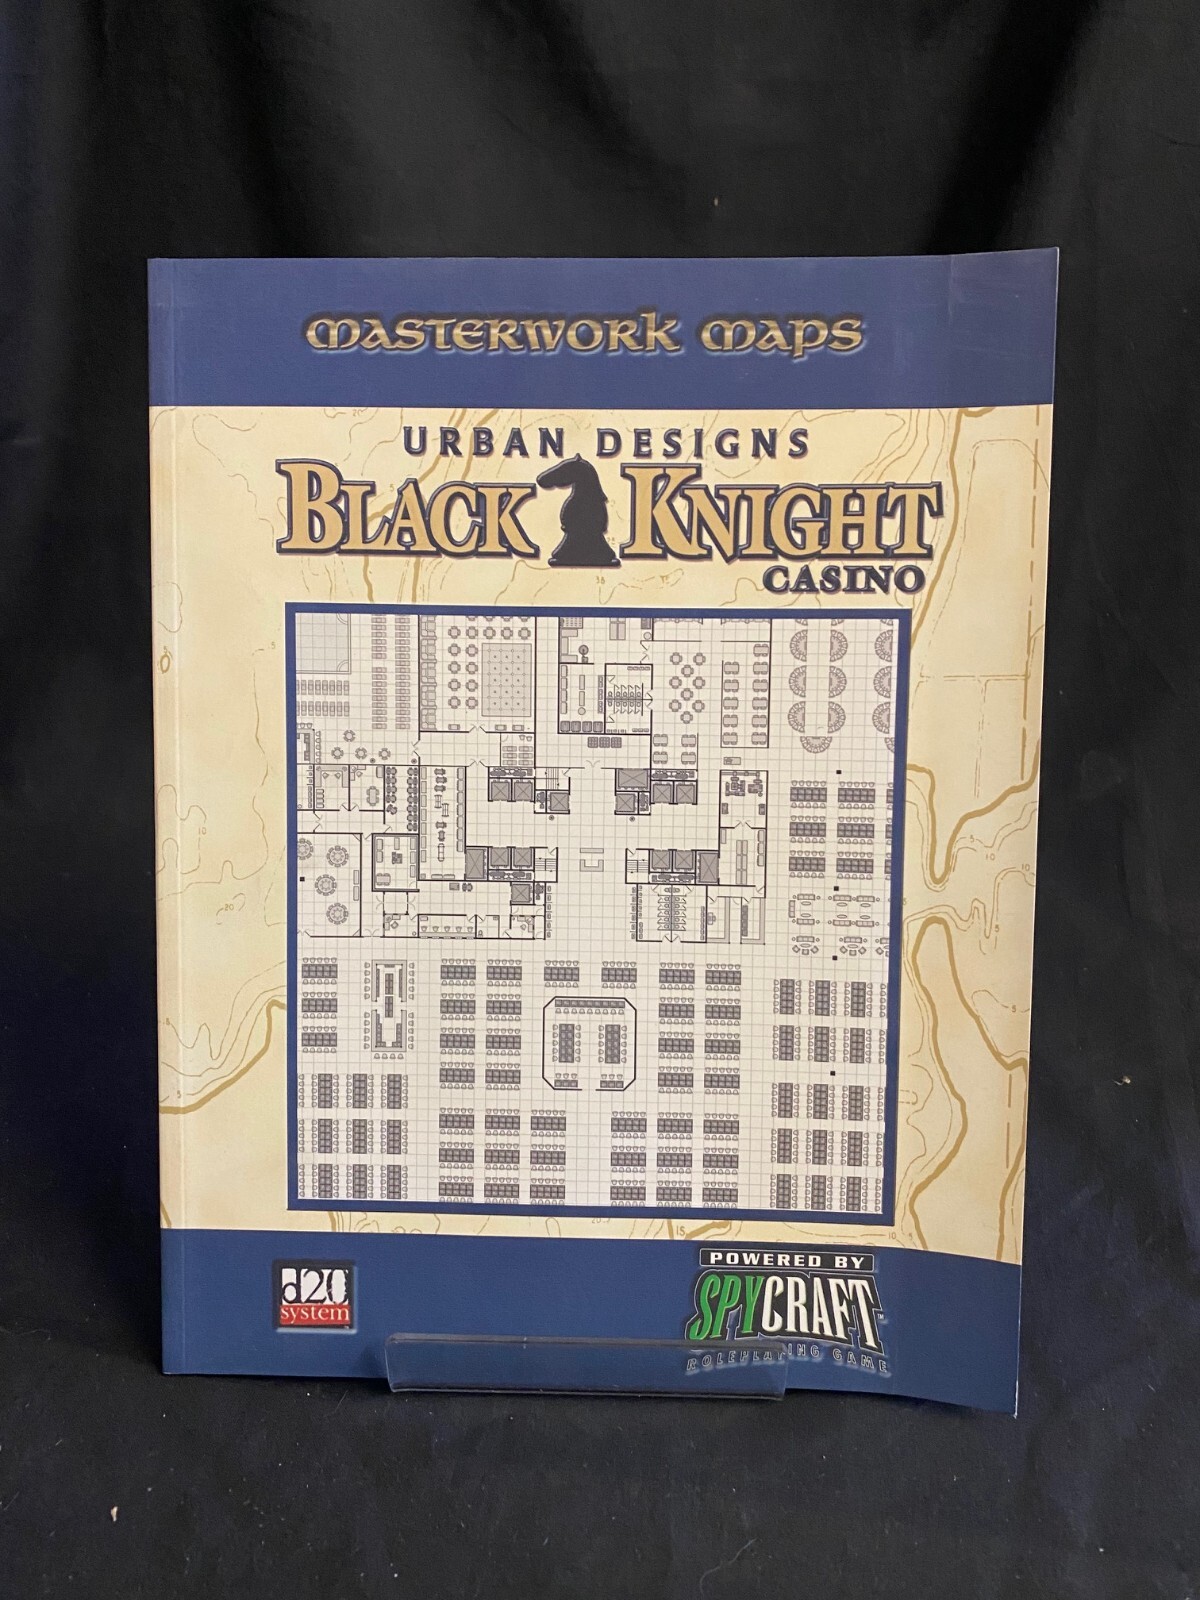 MASTERWORK MAPS
URBAN DESIGNS
BLACK KNIGHT
CASINO
d20
system
POWERED BY
SPYCRAFT
ROLEPLAYING GAME